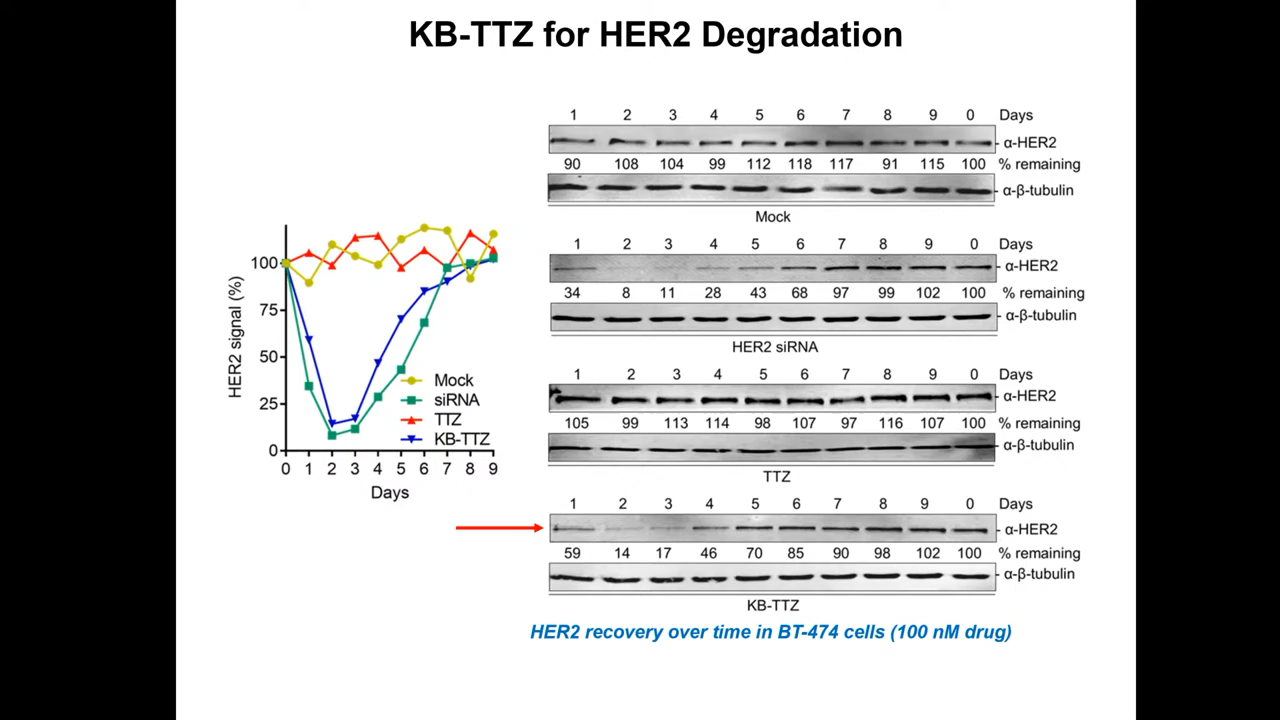 KB-TTZ for HER2 Degradation
HER2 signal (%)
100
75
50
25
0
0 1 2 3 4 5 6 7 8 9
Days
Mock
siRNA
TTZ
KB-TTZ
1 2 3 4 5 6 7 8 9 0 Days
α-HER2
90 108 104 99 112 118 117 91 115 100 % remaining
α-β-tubulin
Mock
1 2 3 4 5 6 7 8 9 0 Days
α-HER2
34 8 11 28 43 68 97 99 102 100 % remaining
α-β-tubulin
HER2 siRNA
1 2 3 4 5 6 7 8 9 0 Days
α-HER2
105 99 113 114 98 107 97 116 107 100 % remaining
α-β-tubulin
TTZ
1 2 3 4 5 6 7 8 9 0 Days
α-HER2
59 14 17 46 70 85 90 98 102 100 % remaining
α-β-tubulin
KB-TTZ
HER2 recovery over time in BT-474 cells (100 nM drug)